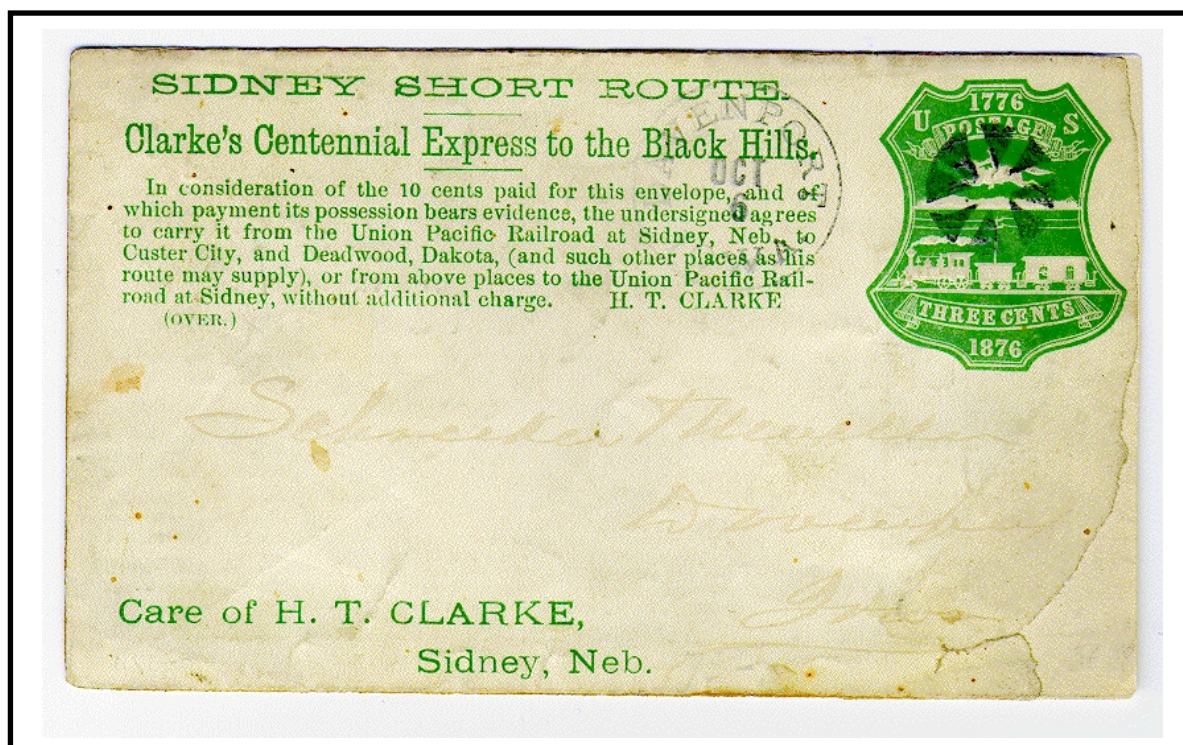 SIDNEY SHORT ROUTE.
Clarke's Centennial Express to the Black Hills.
In consideration of the 10 cents paid for this envelope, and of
which payment its possession bears evidence, the undersigned agrees
to carry it from the Union Pacific Railroad at Sidney, Neb., to
Custer City, and Deadwood, Dakota, (and such other places as his
route may supply), or from above places to the Union Pacific Rail-
road at Sidney, without additional charge. H. T. CLARKE
(OVER.)
OCT
6
1776
U POSTAGE S
THREE CENTS
1876
Iowa
Care of H. T. CLARKE,
Sidney, Neb.